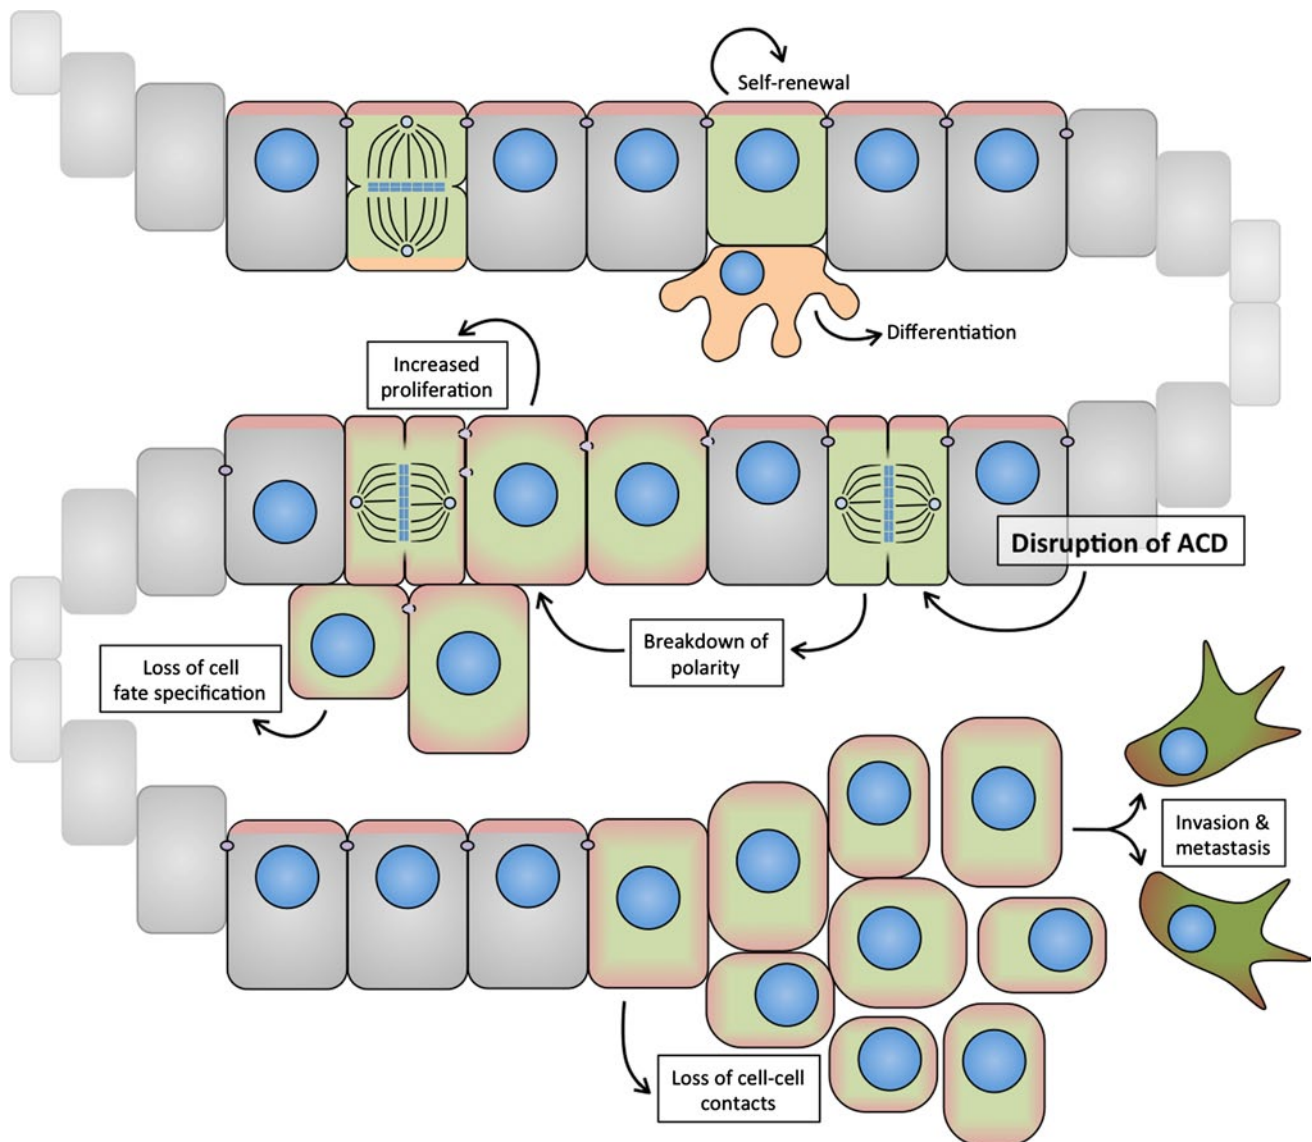 Self-renewal
Differentiation
Increased
proliferation
Disruption of ACD
Breakdown of
polarity
Loss of cell
fate specification
Invasion &
metastasis
Loss of cell-cell
contacts